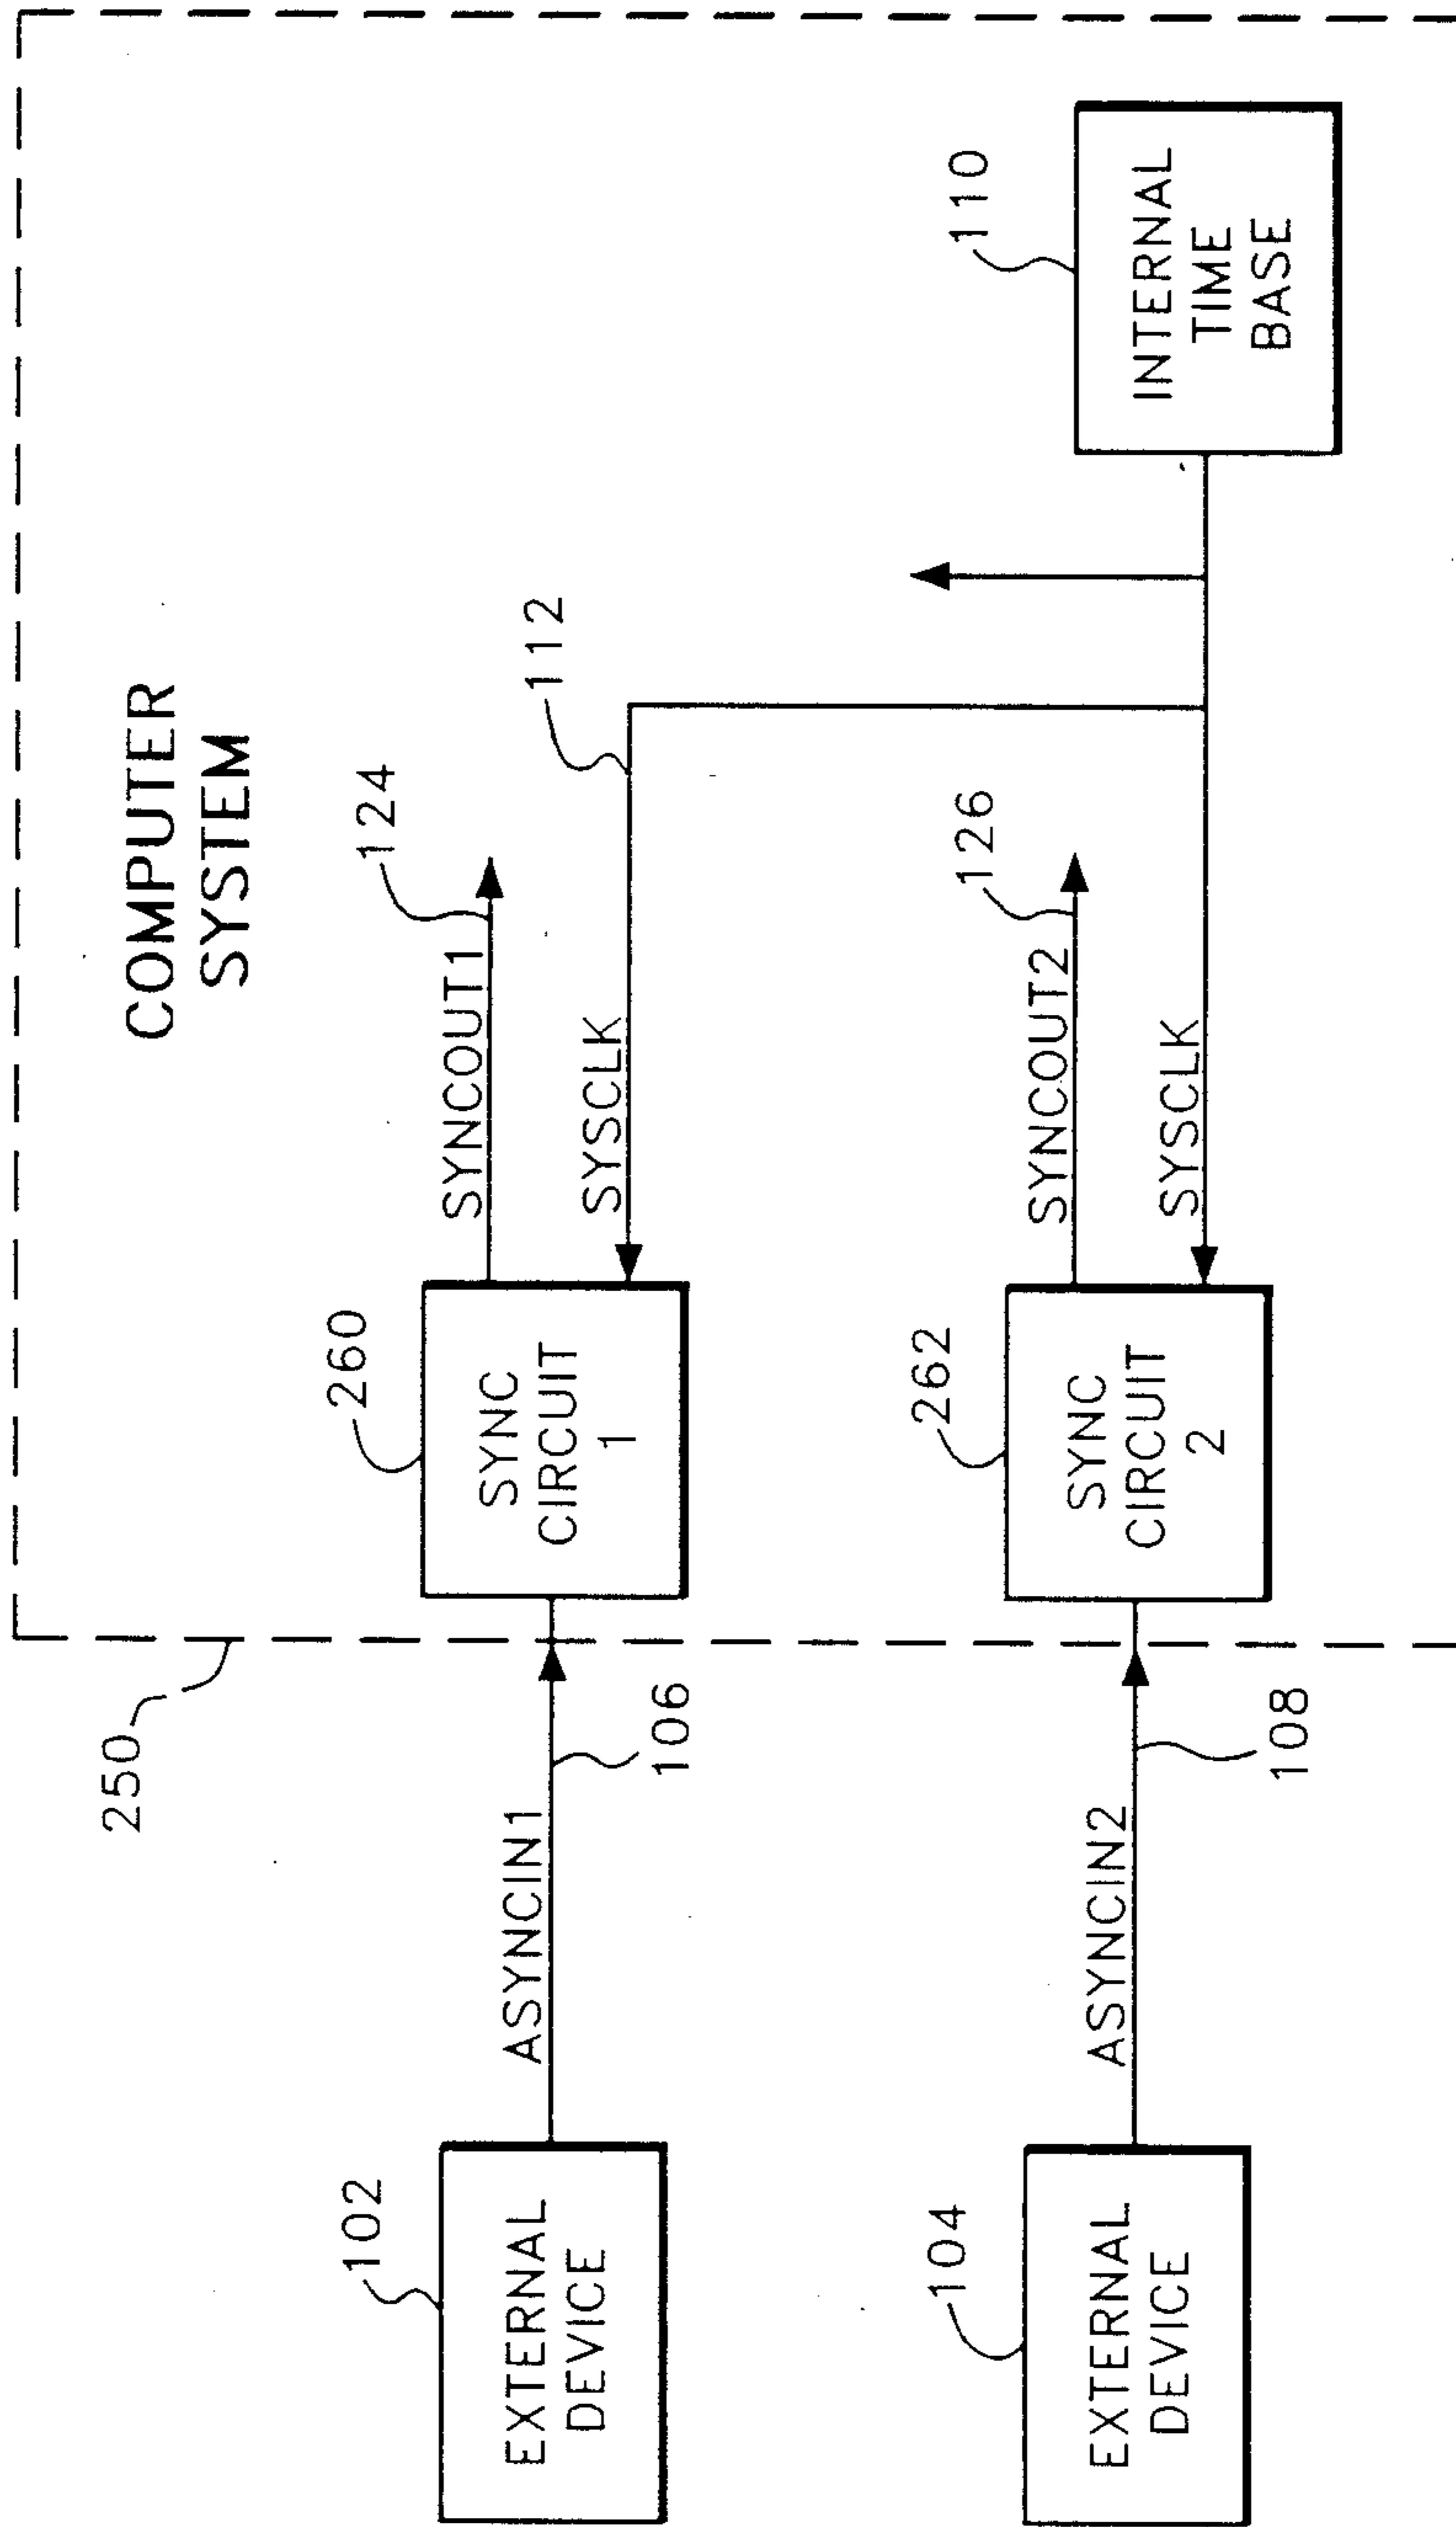 COMPUTER
SYSTEM
250
102
EXTERNAL
DEVICE
ASYNCIN1
106
260
SYNC
CIRCUIT
1
SYNCOUT1
124
SYSCLK
112
104
EXTERNAL
DEVICE
ASYNCIN2
108
262
SYNC
CIRCUIT
2
SYNCOUT2
126
SYSCLK
110
INTERNAL
TIME
BASE